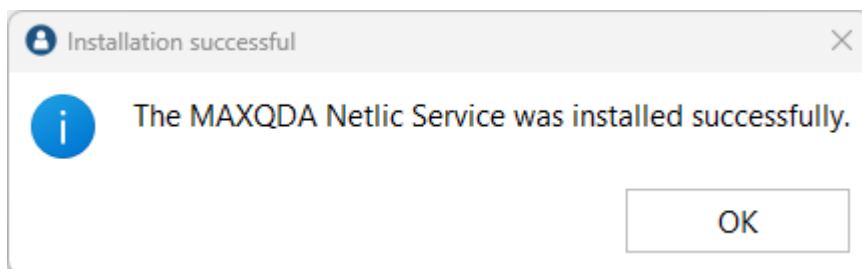 Installation successful
The MAXQDA Netlic Service was installed successfully.
OK